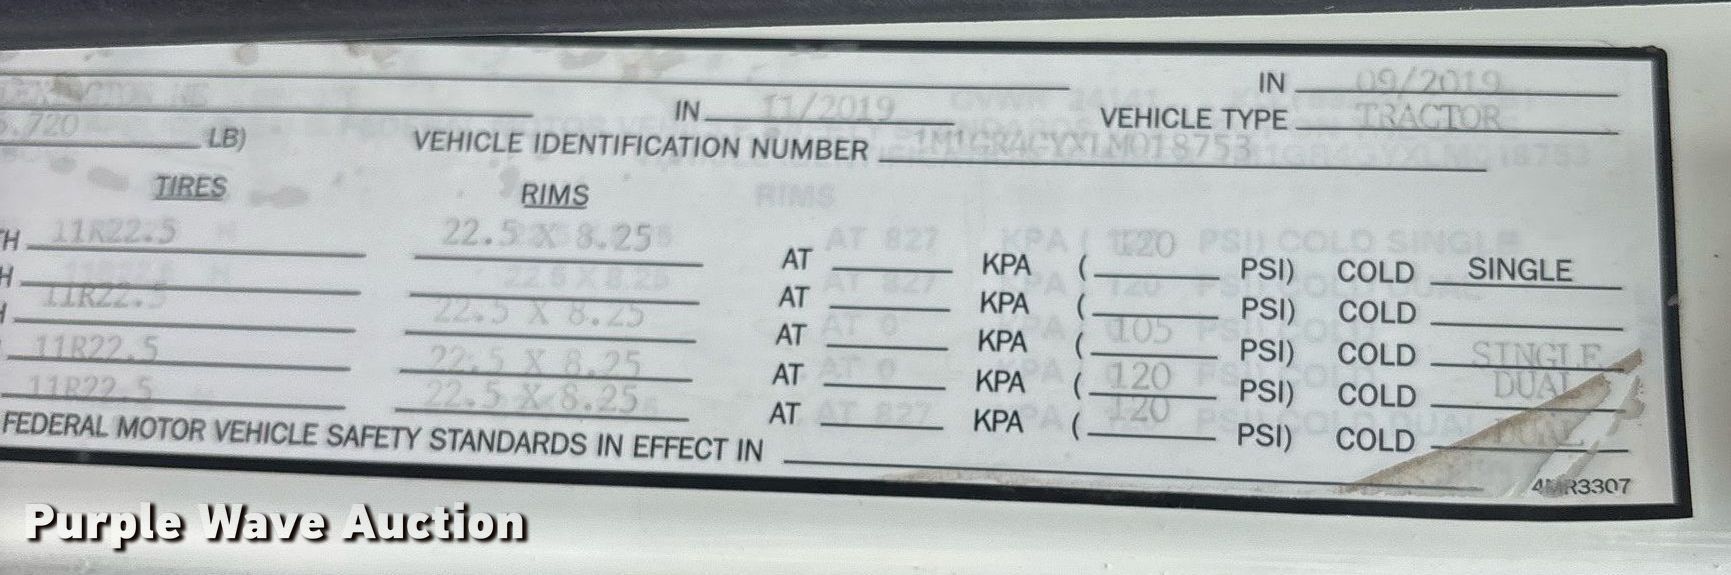 IN 09/2019
IN 11/2019 VEHICLE TYPE TRACTOR
5,720 LB) VEHICLE IDENTIFICATION NUMBER 1M1GR4GYXLM018753
TIRES RIMS
11R22.5 22.5 X 8.25 AT KPA ( 120 PSI) COLD SINGLE
11R22.5 22.5 X 8.25 AT KPA ( PSI) COLD
AT KPA ( 105 PSI) COLD SINGLE
11R22.5 22.5 X 8.25 AT KPA ( 120 PSI) COLD DUAL
11R22.5 22.5 X 8.25 AT KPA ( 120 PSI) COLD DUAL
FEDERAL MOTOR VEHICLE SAFETY STANDARDS IN EFFECT IN
4MR3307
Purple Wave Auction